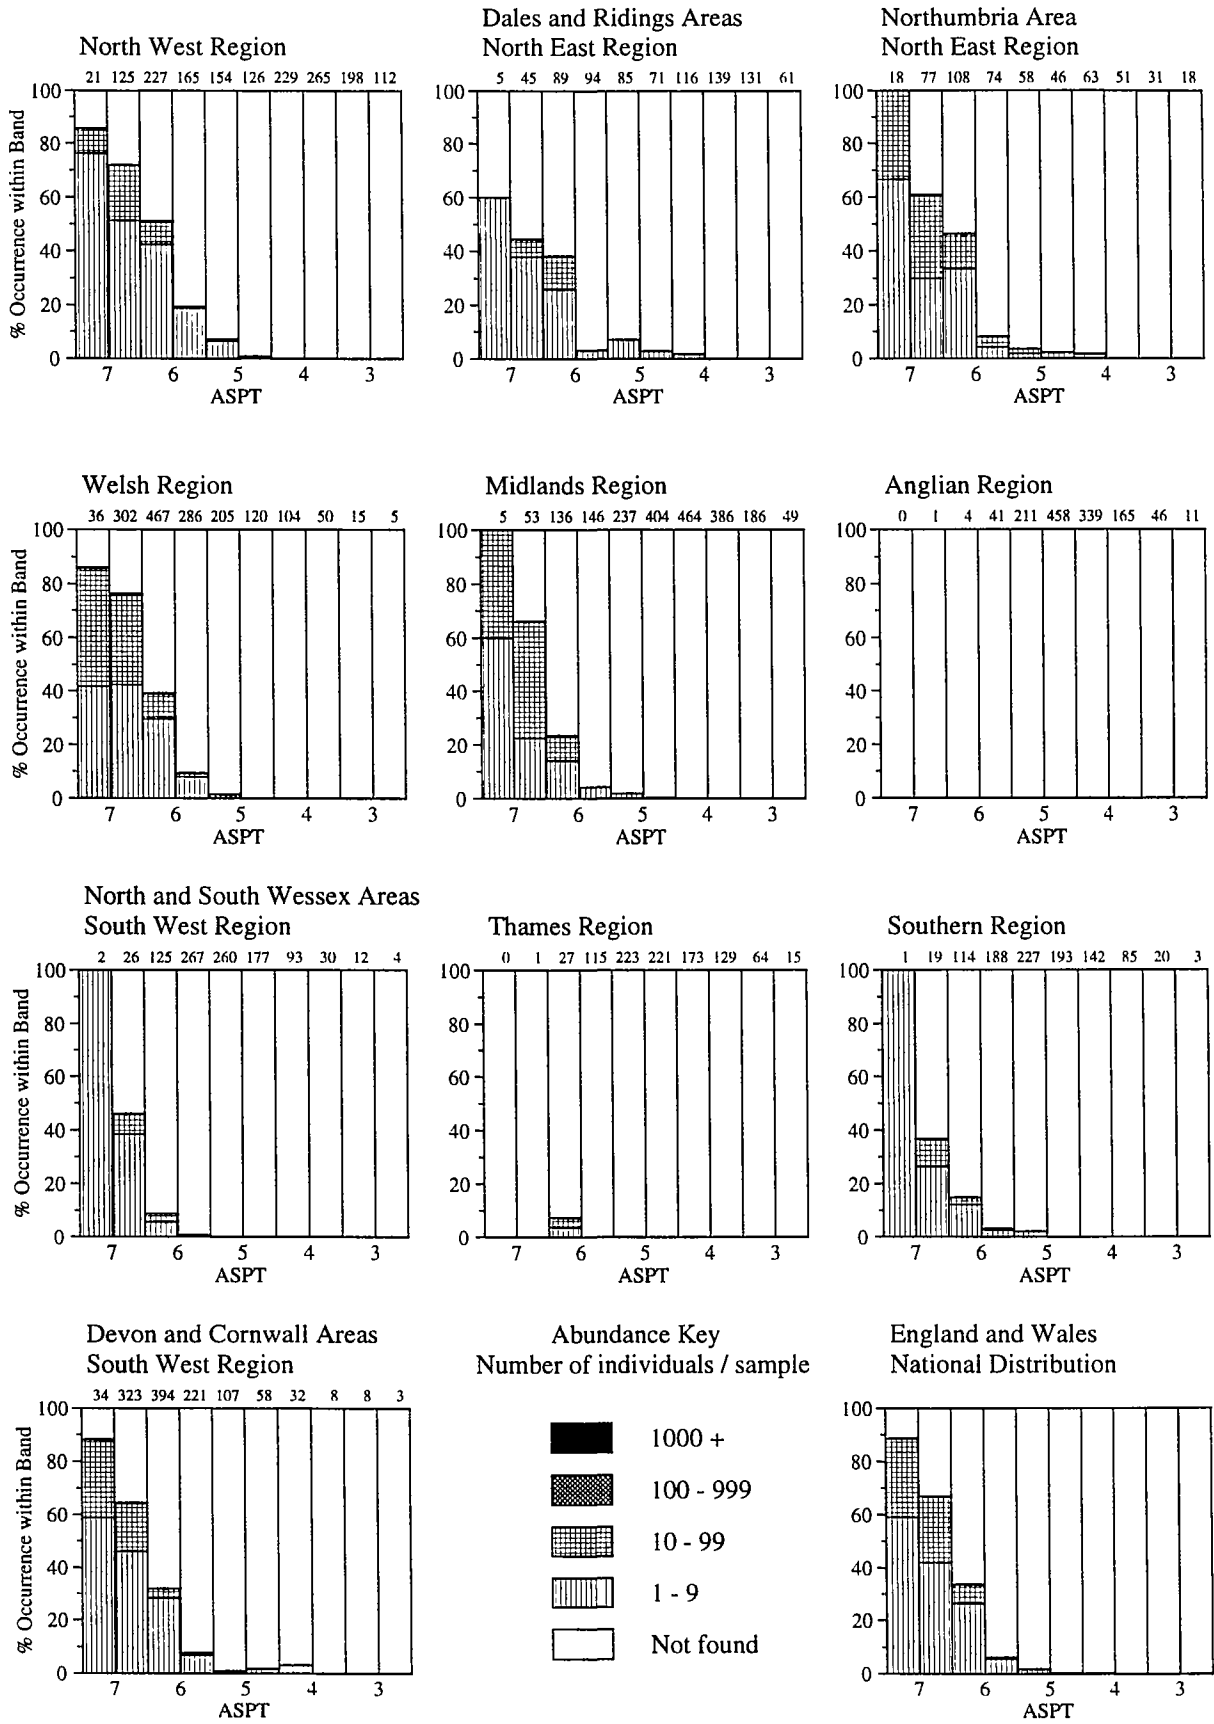 North West Region
21 125 227 165 154 126 229 265 198 112
% Occurrence within Band
100
80
60
40
20
0
7 6 5 4 3
ASPT
Dales and Ridings Areas
North East Region
5 45 89 94 85 71 116 139 131 61
100
80
60
40
20
0
7 6 5 4 3
ASPT
Northumbria Area
North East Region
18 77 108 74 58 46 63 51 31 18
100
80
60
40
20
0
7 6 5 4 3
ASPT
Welsh Region
36 302 467 286 205 120 104 50 15 5
% Occurrence within Band
100
80
60
40
20
0
7 6 5 4 3
ASPT
Midlands Region
5 53 136 146 237 404 464 386 186 49
100
80
60
40
20
0
7 6 5 4 3
ASPT
Anglian Region
0 1 4 41 211 458 339 165 46 11
100
80
60
40
20
0
7 6 5 4 3
ASPT
North and South Wessex Areas
South West Region
2 26 125 267 260 177 93 30 12 4
% Occurrence within Band
100
80
60
40
20
0
7 6 5 4 3
ASPT
Thames Region
0 1 27 115 223 221 173 129 64 15
100
80
60
40
20
0
7 6 5 4 3
ASPT
Southern Region
1 19 114 188 227 193 142 85 20 3
100
80
60
40
20
0
7 6 5 4 3
ASPT
Devon and Cornwall Areas
South West Region
34 323 394 221 107 58 32 8 8 3
% Occurrence within Band
100
80
60
40
20
0
7 6 5 4 3
ASPT
Abundance Key
Number of individuals / sample
1000 +
100 - 999
10 - 99
1 - 9
Not found
England and Wales
National Distribution
100
80
60
40
20
0
7 6 5 4 3
ASPT